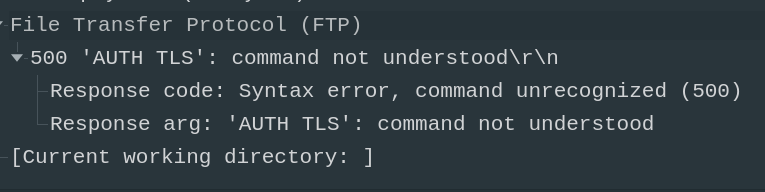 File Transfer Protocol (FTP)
500 'AUTH TLS': command not understood\r\n
Response code: Syntax error, command unrecognized (500)
Response arg: 'AUTH TLS': command not understood
[Current working directory: ]